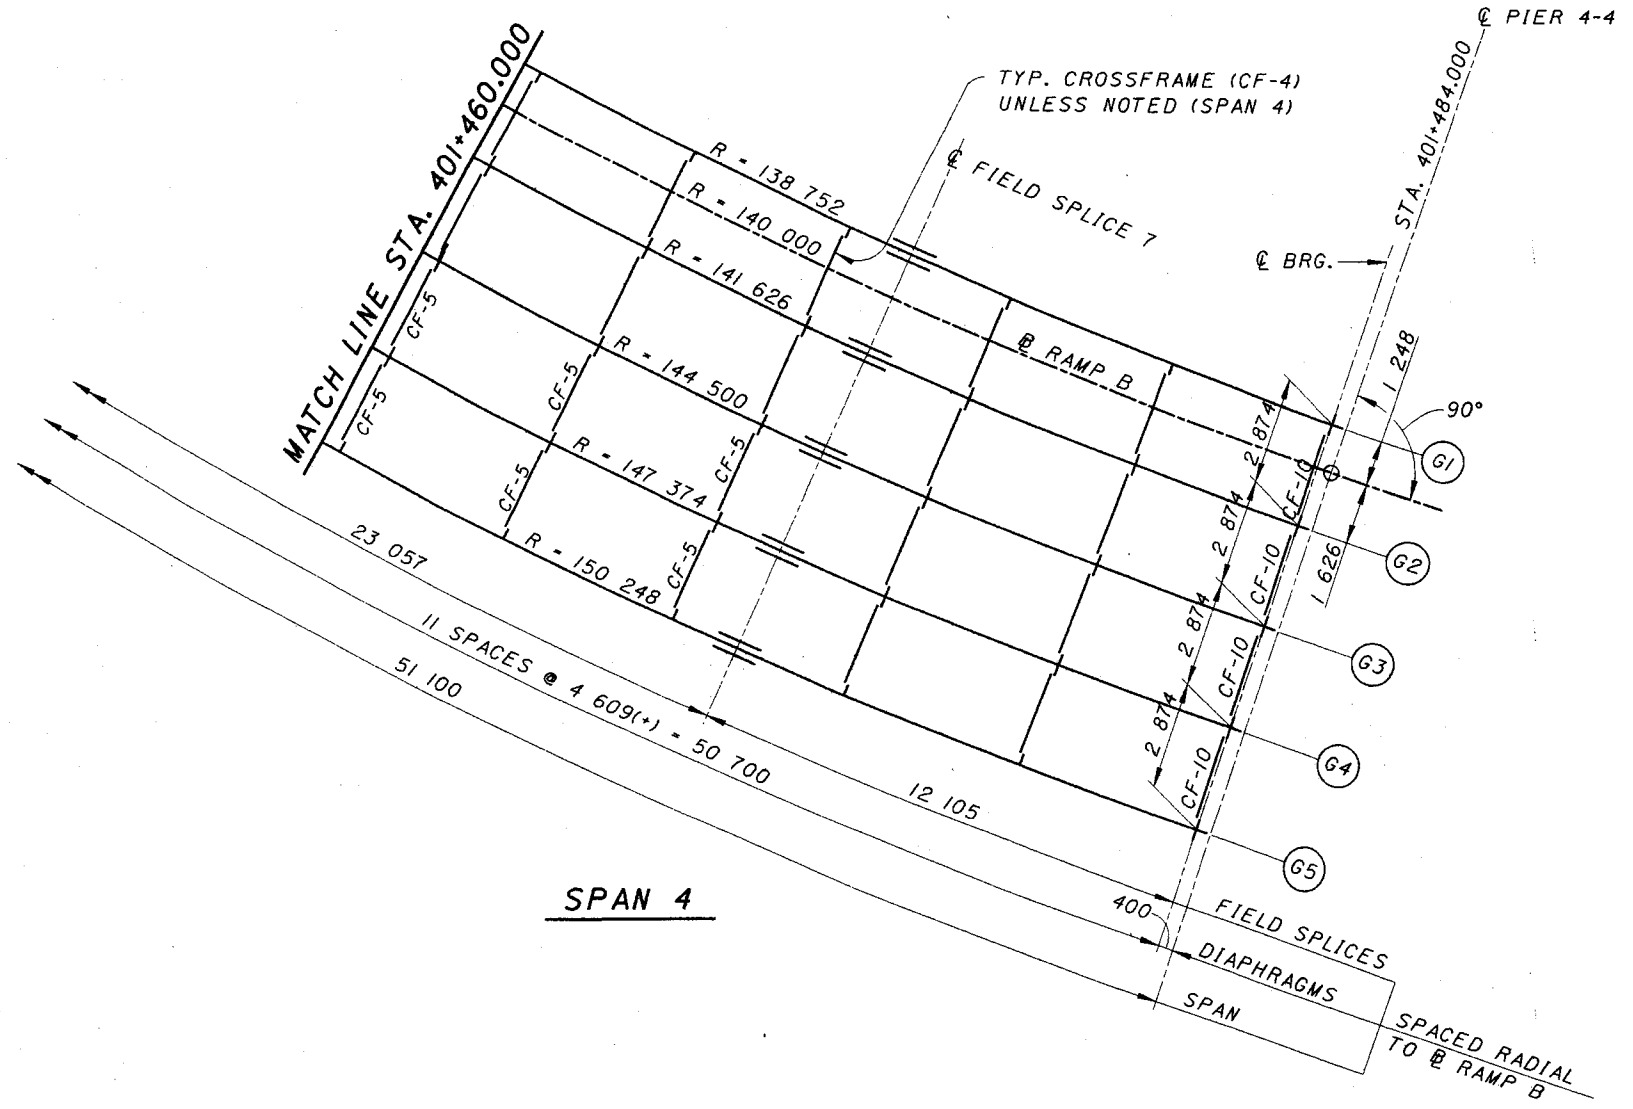 ℄ PIER 4-4
STA. 401+484.000
TYP. CROSSFRAME (CF-4)
UNLESS NOTED (SPAN 4)
℄ FIELD SPLICE 7
℄ BRG.
MATCH LINE STA. 401+460.000
R = 138 752
R = 140 000
R = 141 626
R = 144 500
R = 147 374
R = 150 248
RAMP B
1 248
90°
1 626
2 874
2 874
2 874
2 874
CF-5
CF-5
CF-5
CF-5
CF-5
CF-5
CF-10
CF-10
CF-10
CF-10
G1
G2
G3
G4
G5
23 057
12 105
11 SPACES @ 4 609(+) = 50 700
51 100
400
FIELD SPLICES
DIAPHRAGMS
SPAN
SPACED RADIAL
TO ℞ RAMP B
SPAN 4